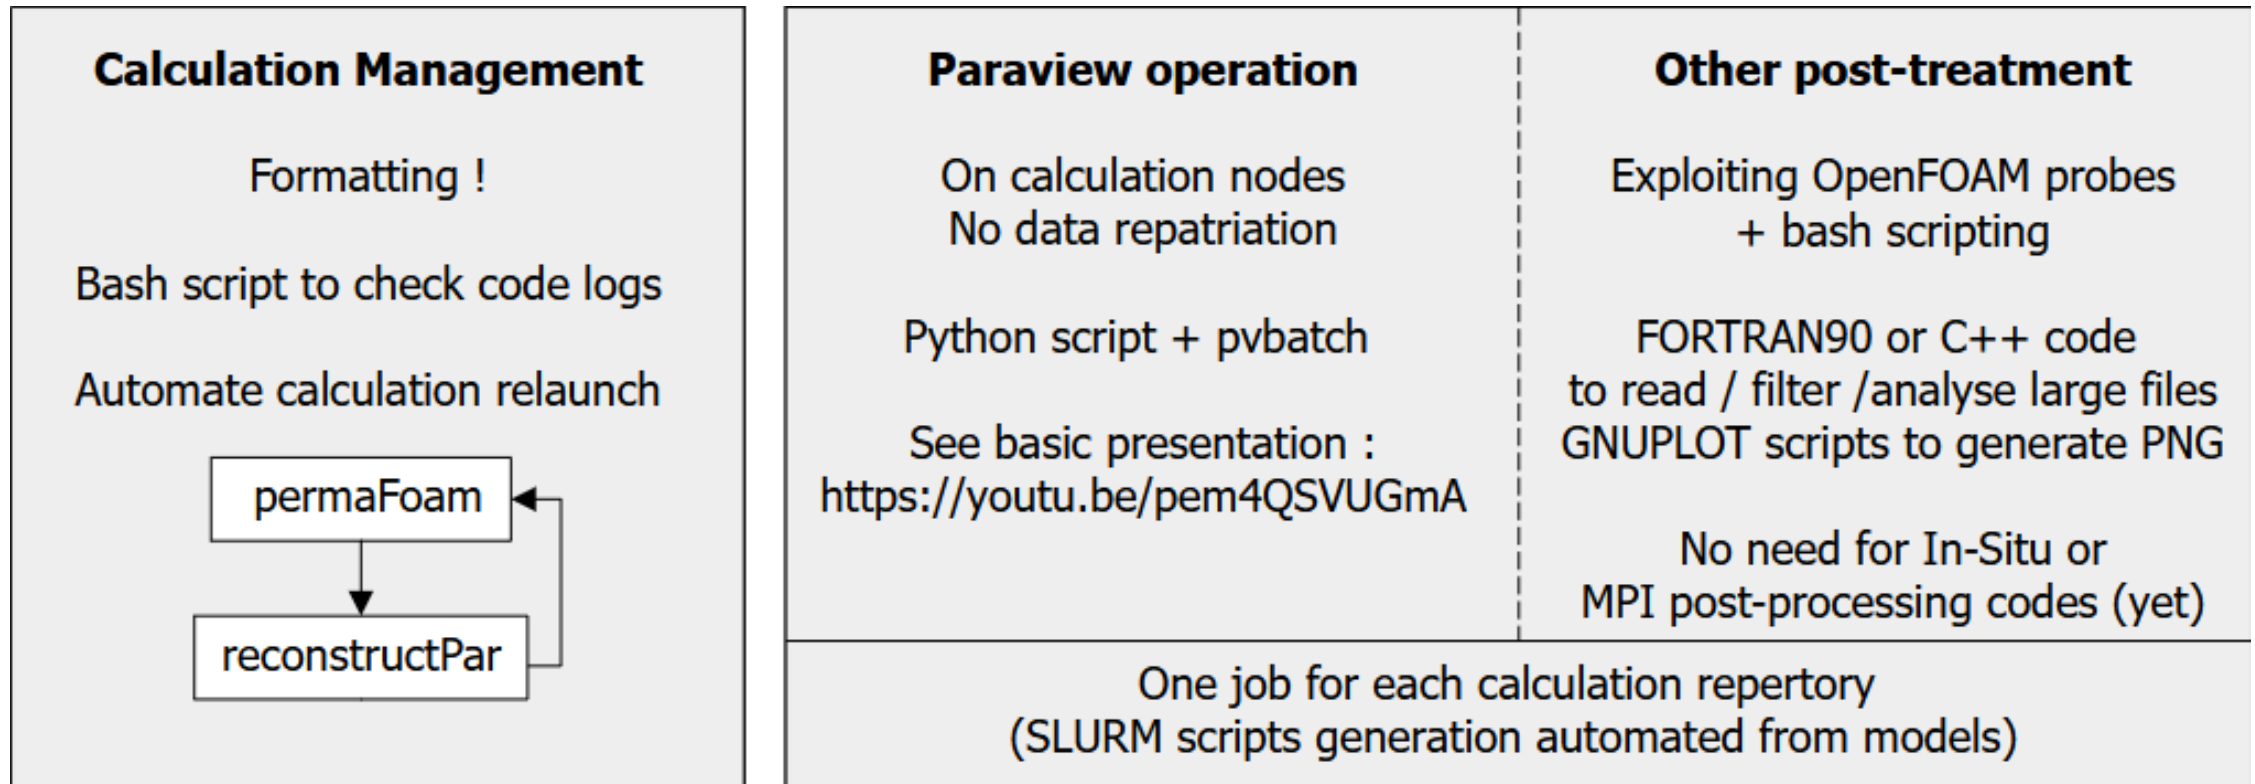 Calculation Management
Formatting !
Bash script to check code logs
Automate calculation relaunch
permaFoam
reconstructPar
Paraview operation
On calculation nodes
No data repatriation
Python script + pvbatch
See basic presentation :
https://youtu.be/pem4QSVUGmA
Other post-treatment
Exploiting OpenFOAM probes
+ bash scripting
FORTRAN90 or C++ code
to read / filter /analyse large files
GNUPLOT scripts to generate PNG
No need for In-Situ or
MPI post-processing codes (yet)
One job for each calculation repertory
(SLURM scripts generation automated from models)